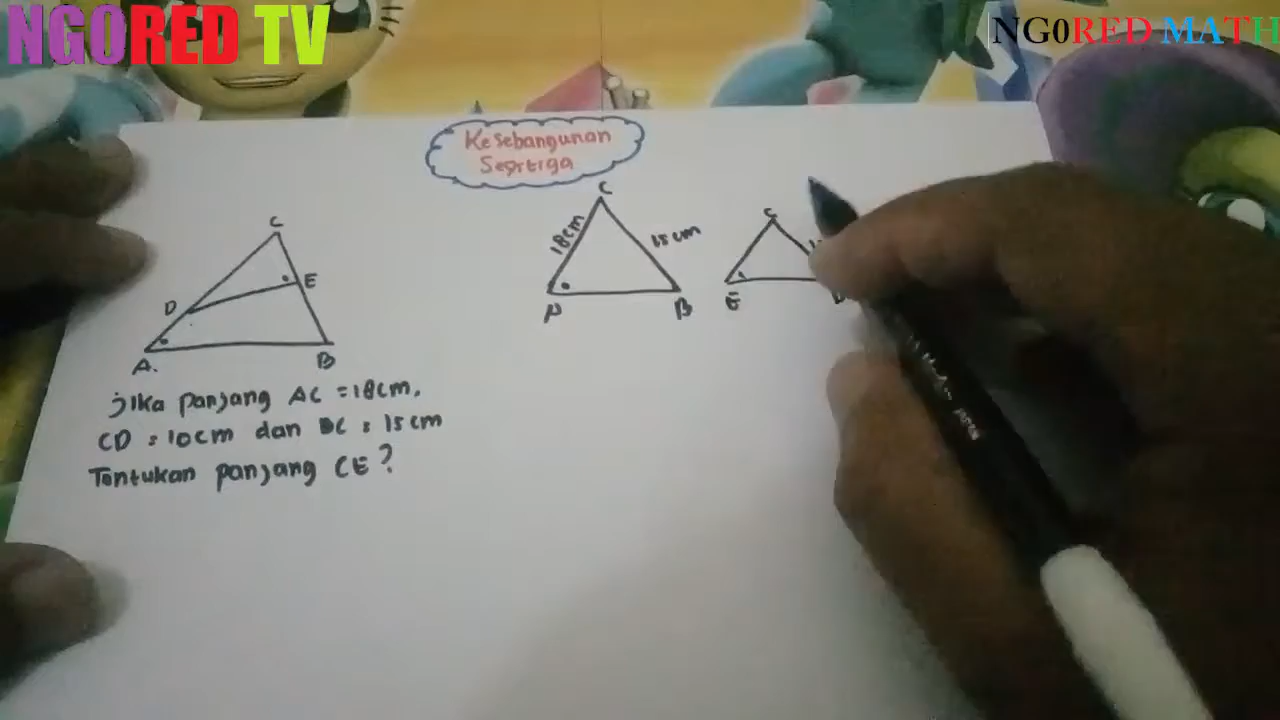 NGORED TV
NG0RED MATH
Kesebangunan
Segitiga
C
D
E
A.
B
C
18cm
15cm
A
B
C
E
jika panjang AC = 18cm,
CD = 10cm dan BC = 15cm
Tentukan panjang CE?